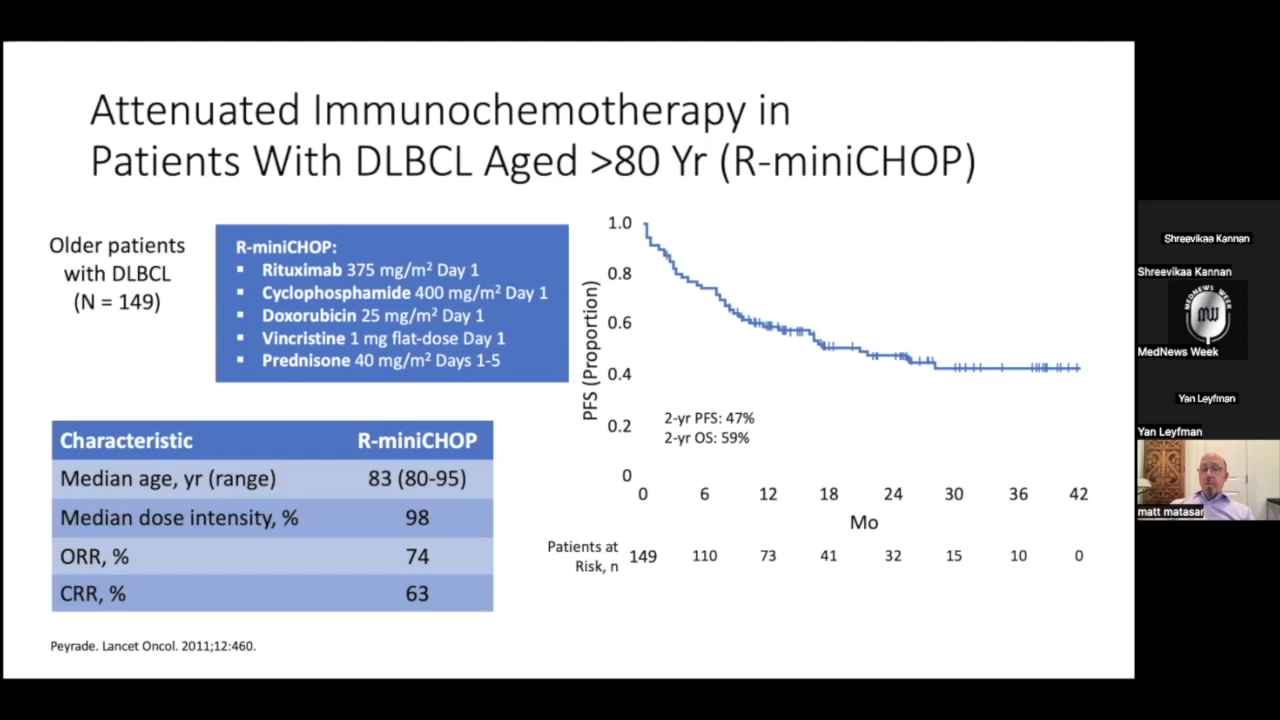 Attenuated Immunochemotherapy in
Patients With DLBCL Aged >80 Yr (R-miniCHOP)
Older patients
with DLBCL
(N = 149)
R-miniCHOP:
▪ Rituximab 375 mg/m² Day 1
▪ Cyclophosphamide 400 mg/m² Day 1
▪ Doxorubicin 25 mg/m² Day 1
▪ Vincristine 1 mg flat-dose Day 1
▪ Prednisone 40 mg/m² Days 1-5
Characteristic R-miniCHOP
Median age, yr (range) 83 (80-95)
Median dose intensity, % 98
ORR, % 74
CRR, % 63
PFS (Proportion)
1.0
0.8
0.6
0.4
0.2
0
2-yr PFS: 47%
2-yr OS: 59%
0 6 12 18 24 30 36 42
Mo
Patients at
Risk, n
149 110 73 41 32 15 10 0
Peyrade. Lancet Oncol. 2011;12:460.
Shreevikaa Kannan
Shreevikaa Kannan
MEDNEWS WEEK
MW
MedNews Week
Yan Leyfman
Yan Leyfman
matt matasar